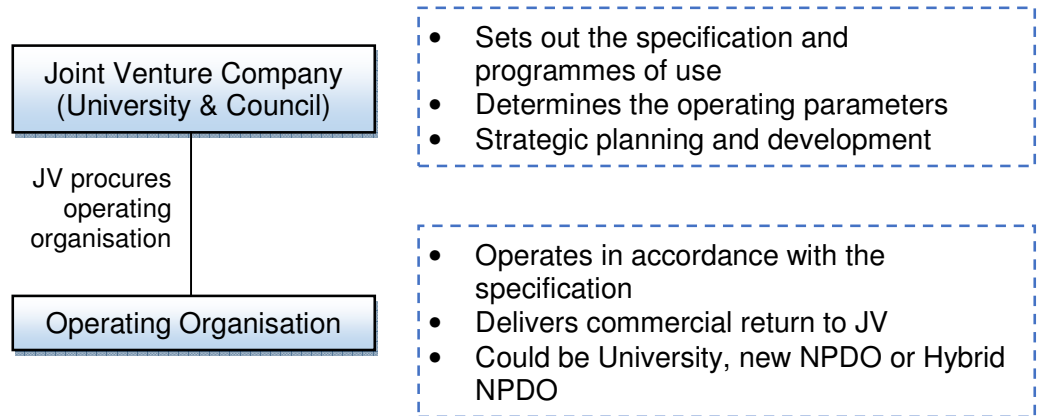 Joint Venture Company
(University & Council)
• Sets out the specification and
programmes of use
• Determines the operating parameters
• Strategic planning and development
JV procures
operating
organisation
Operating Organisation
• Operates in accordance with the
specification
• Delivers commercial return to JV
• Could be University, new NPDO or Hybrid
NPDO